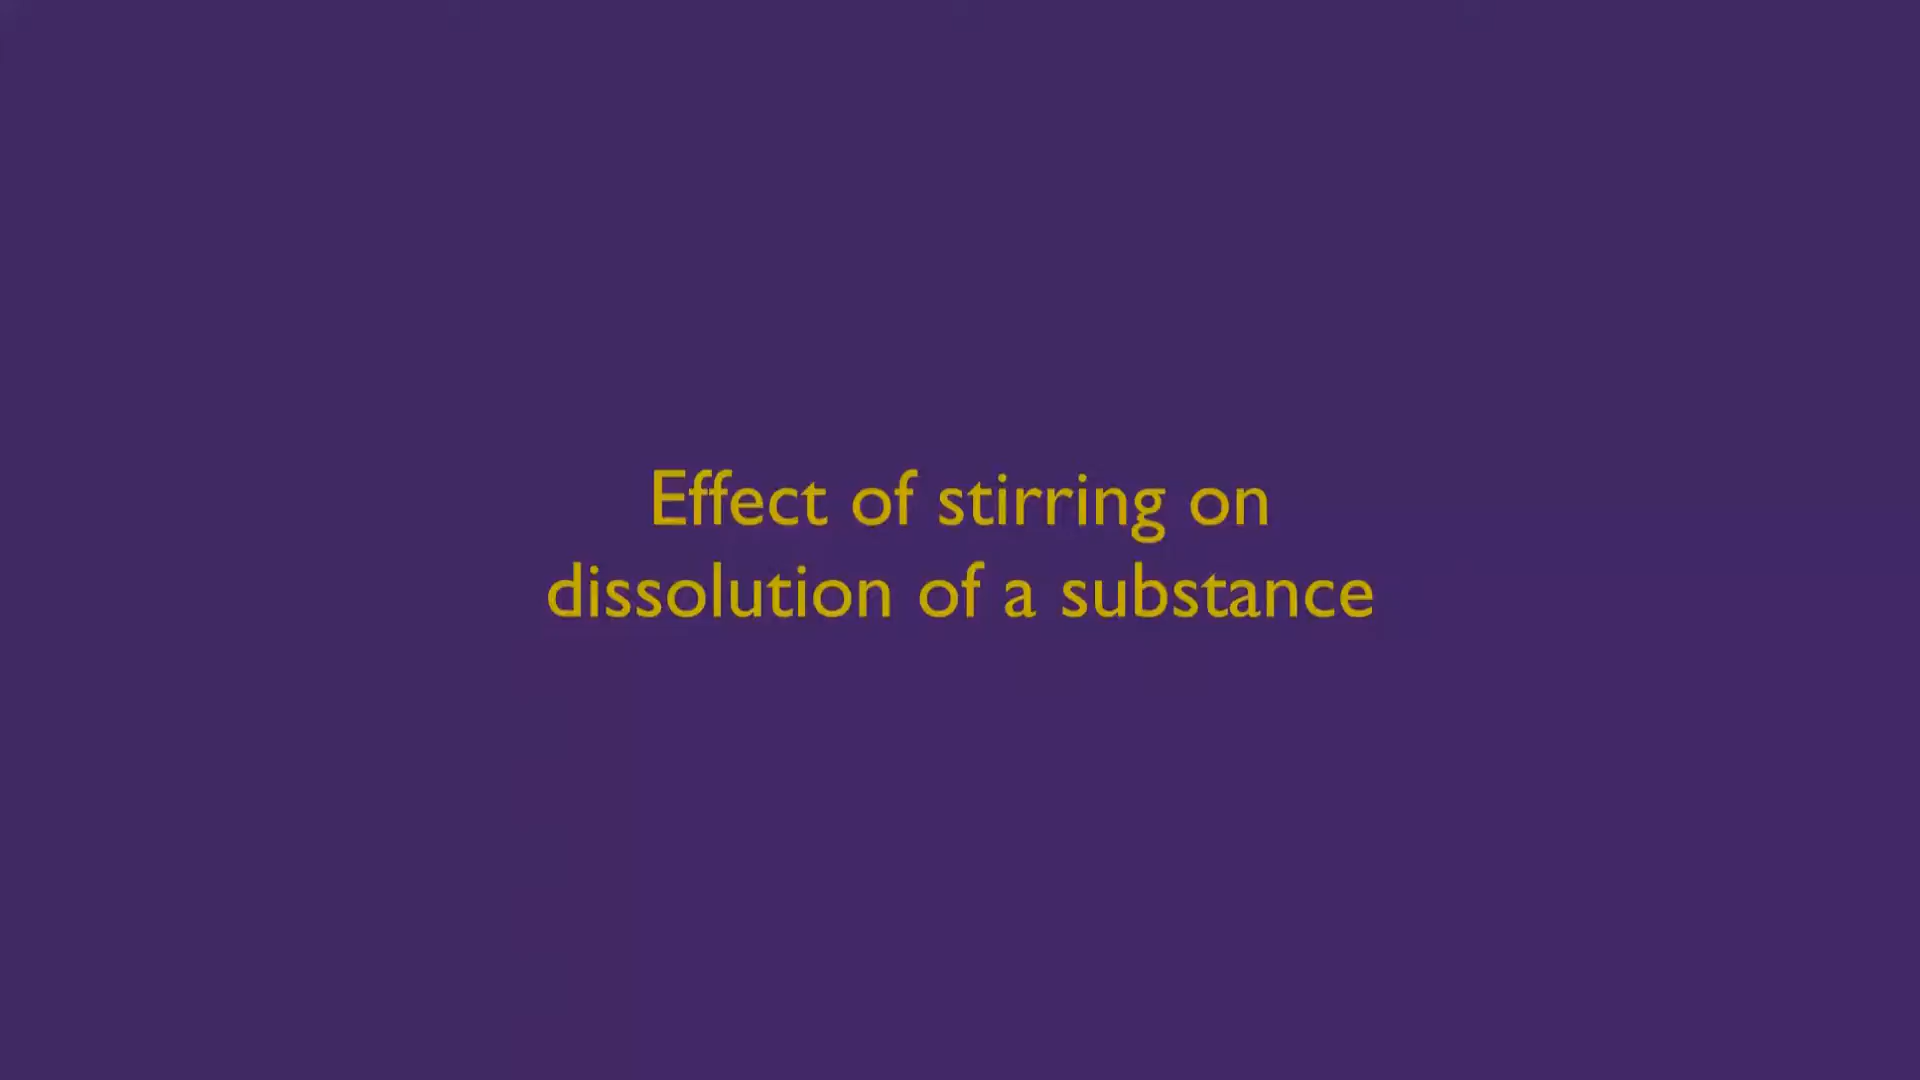 Effect of stirring on
dissolution of a substance